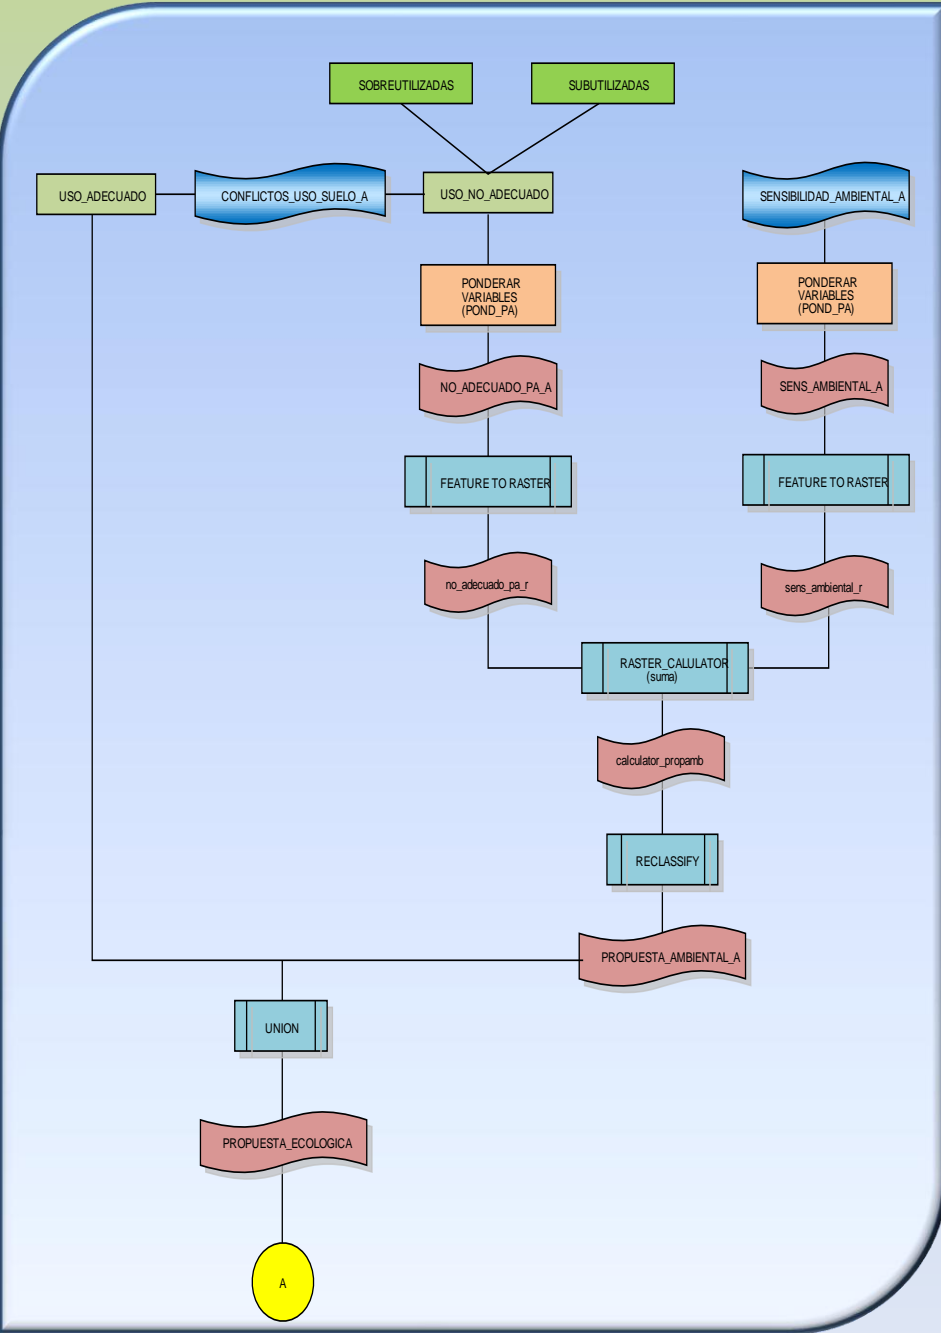 SOBREUTILIZADAS
SUBUTILIZADAS
USO_ADECUADO
CONFLICTOS_USO_SUELO_A
USO_NO_ADECUADO
SENSIBILIDAD_AMBIENTAL_A
PONDERAR
VARIABLES
(POND_PA)
PONDERAR
VARIABLES
(POND_PA)
NO_ADECUADO_PA_A
SENS_AMBIENTAL_A
FEATURE TO RASTER
FEATURE TO RASTER
no_adecuado_pa_r
sens_ambiental_r
RASTER_CALULATOR
(suma)
calculator_propamb
RECLASSIFY
PROPUESTA_AMBIENTAL_A
UNION
PROPUESTA_ECOLOGICA
A